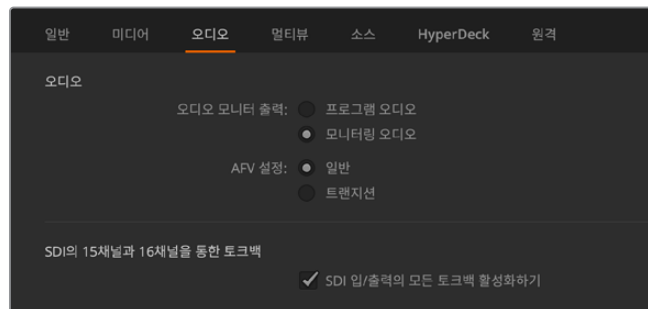 일반 미디어 오디오 멀티뷰 소스 HyperDeck 원격
오디오
오디오 모니터 출력: 프로그램 오디오
모니터링 오디오
AFV 설정: 일반
트랜지션
SDI의 15채널과 16채널을 통한 토크백
SDI 입/출력의 모든 토크백 활성화하기